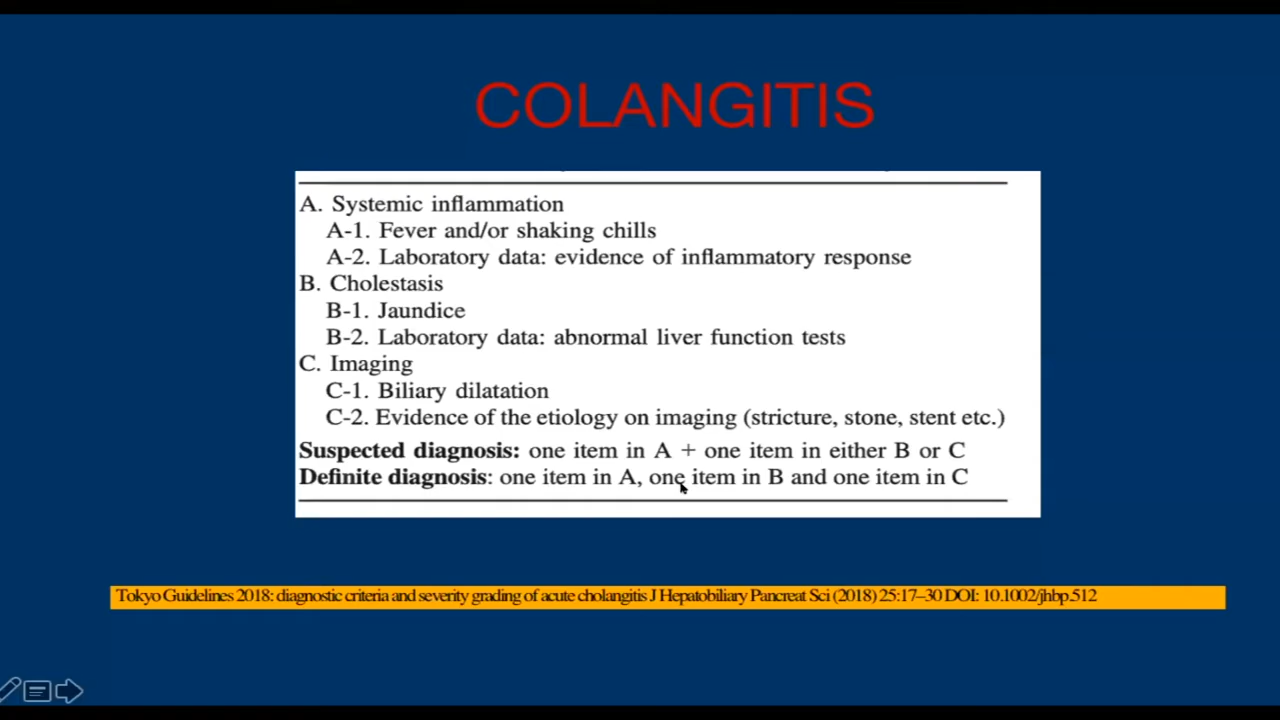 COLANGITIS
A. Systemic inflammation
A-1. Fever and/or shaking chills
A-2. Laboratory data: evidence of inflammatory response
B. Cholestasis
B-1. Jaundice
B-2. Laboratory data: abnormal liver function tests
C. Imaging
C-1. Biliary dilatation
C-2. Evidence of the etiology on imaging (stricture, stone, stent etc.)
Suspected diagnosis: one item in A + one item in either B or C
Definite diagnosis: one item in A, one item in B and one item in C
Tokyo Guidelines 2018: diagnostic criteria and severity grading of acute cholangitis J Hepatobiliary Pancreat Sci (2018) 25:17–30 DOI: 10.1002/jhbp.512